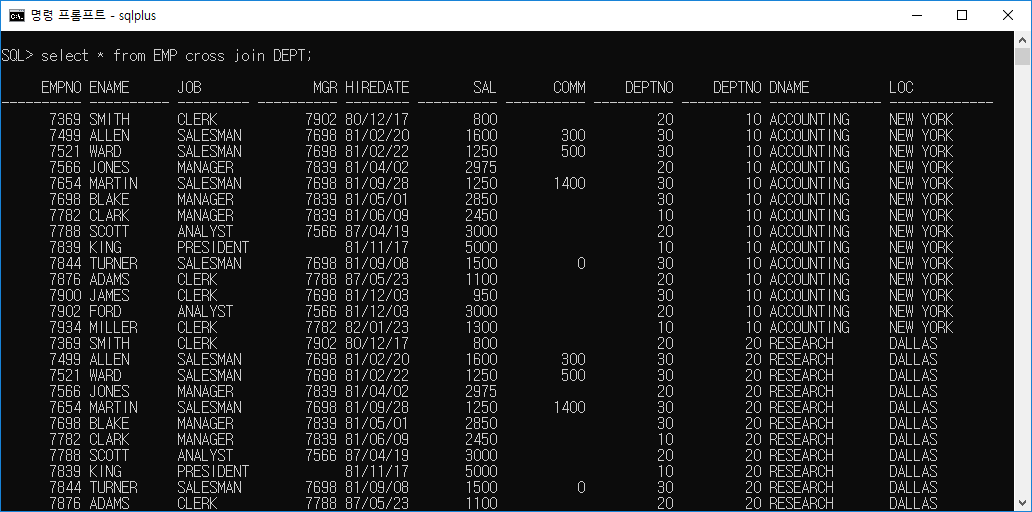 명령 프롬프트 - sqlplus
SQL> select * from EMP cross join DEPT;
EMPNO ENAME JOB MGR HIREDATE SAL COMM DEPTNO DEPTNO DNAME LOC
---------- ---------- --------- ---------- -------- ---------- ---------- ---------- ---------- -------------- -------------
7369 SMITH CLERK 7902 80/12/17 800 20 10 ACCOUNTING NEW YORK
7499 ALLEN SALESMAN 7698 81/02/20 1600 300 30 10 ACCOUNTING NEW YORK
7521 WARD SALESMAN 7698 81/02/22 1250 500 30 10 ACCOUNTING NEW YORK
7566 JONES MANAGER 7839 81/04/02 2975 20 10 ACCOUNTING NEW YORK
7654 MARTIN SALESMAN 7698 81/09/28 1250 1400 30 10 ACCOUNTING NEW YORK
7698 BLAKE MANAGER 7839 81/05/01 2850 30 10 ACCOUNTING NEW YORK
7782 CLARK MANAGER 7839 81/06/09 2450 10 10 ACCOUNTING NEW YORK
7788 SCOTT ANALYST 7566 87/04/19 3000 20 10 ACCOUNTING NEW YORK
7839 KING PRESIDENT 81/11/17 5000 10 10 ACCOUNTING NEW YORK
7844 TURNER SALESMAN 7698 81/09/08 1500 0 30 10 ACCOUNTING NEW YORK
7876 ADAMS CLERK 7788 87/05/23 1100 20 10 ACCOUNTING NEW YORK
7900 JAMES CLERK 7698 81/12/03 950 30 10 ACCOUNTING NEW YORK
7902 FORD ANALYST 7566 81/12/03 3000 20 10 ACCOUNTING NEW YORK
7934 MILLER CLERK 7782 82/01/23 1300 10 10 ACCOUNTING NEW YORK
7369 SMITH CLERK 7902 80/12/17 800 20 20 RESEARCH DALLAS
7499 ALLEN SALESMAN 7698 81/02/20 1600 300 30 20 RESEARCH DALLAS
7521 WARD SALESMAN 7698 81/02/22 1250 500 30 20 RESEARCH DALLAS
7566 JONES MANAGER 7839 81/04/02 2975 20 20 RESEARCH DALLAS
7654 MARTIN SALESMAN 7698 81/09/28 1250 1400 30 20 RESEARCH DALLAS
7698 BLAKE MANAGER 7839 81/05/01 2850 30 20 RESEARCH DALLAS
7782 CLARK MANAGER 7839 81/06/09 2450 10 20 RESEARCH DALLAS
7788 SCOTT ANALYST 7566 87/04/19 3000 20 20 RESEARCH DALLAS
7839 KING PRESIDENT 81/11/17 5000 10 20 RESEARCH DALLAS
7844 TURNER SALESMAN 7698 81/09/08 1500 0 30 20 RESEARCH DALLAS
7876 ADAMS CLERK 7788 87/05/23 1100 20 20 RESEARCH DALLAS